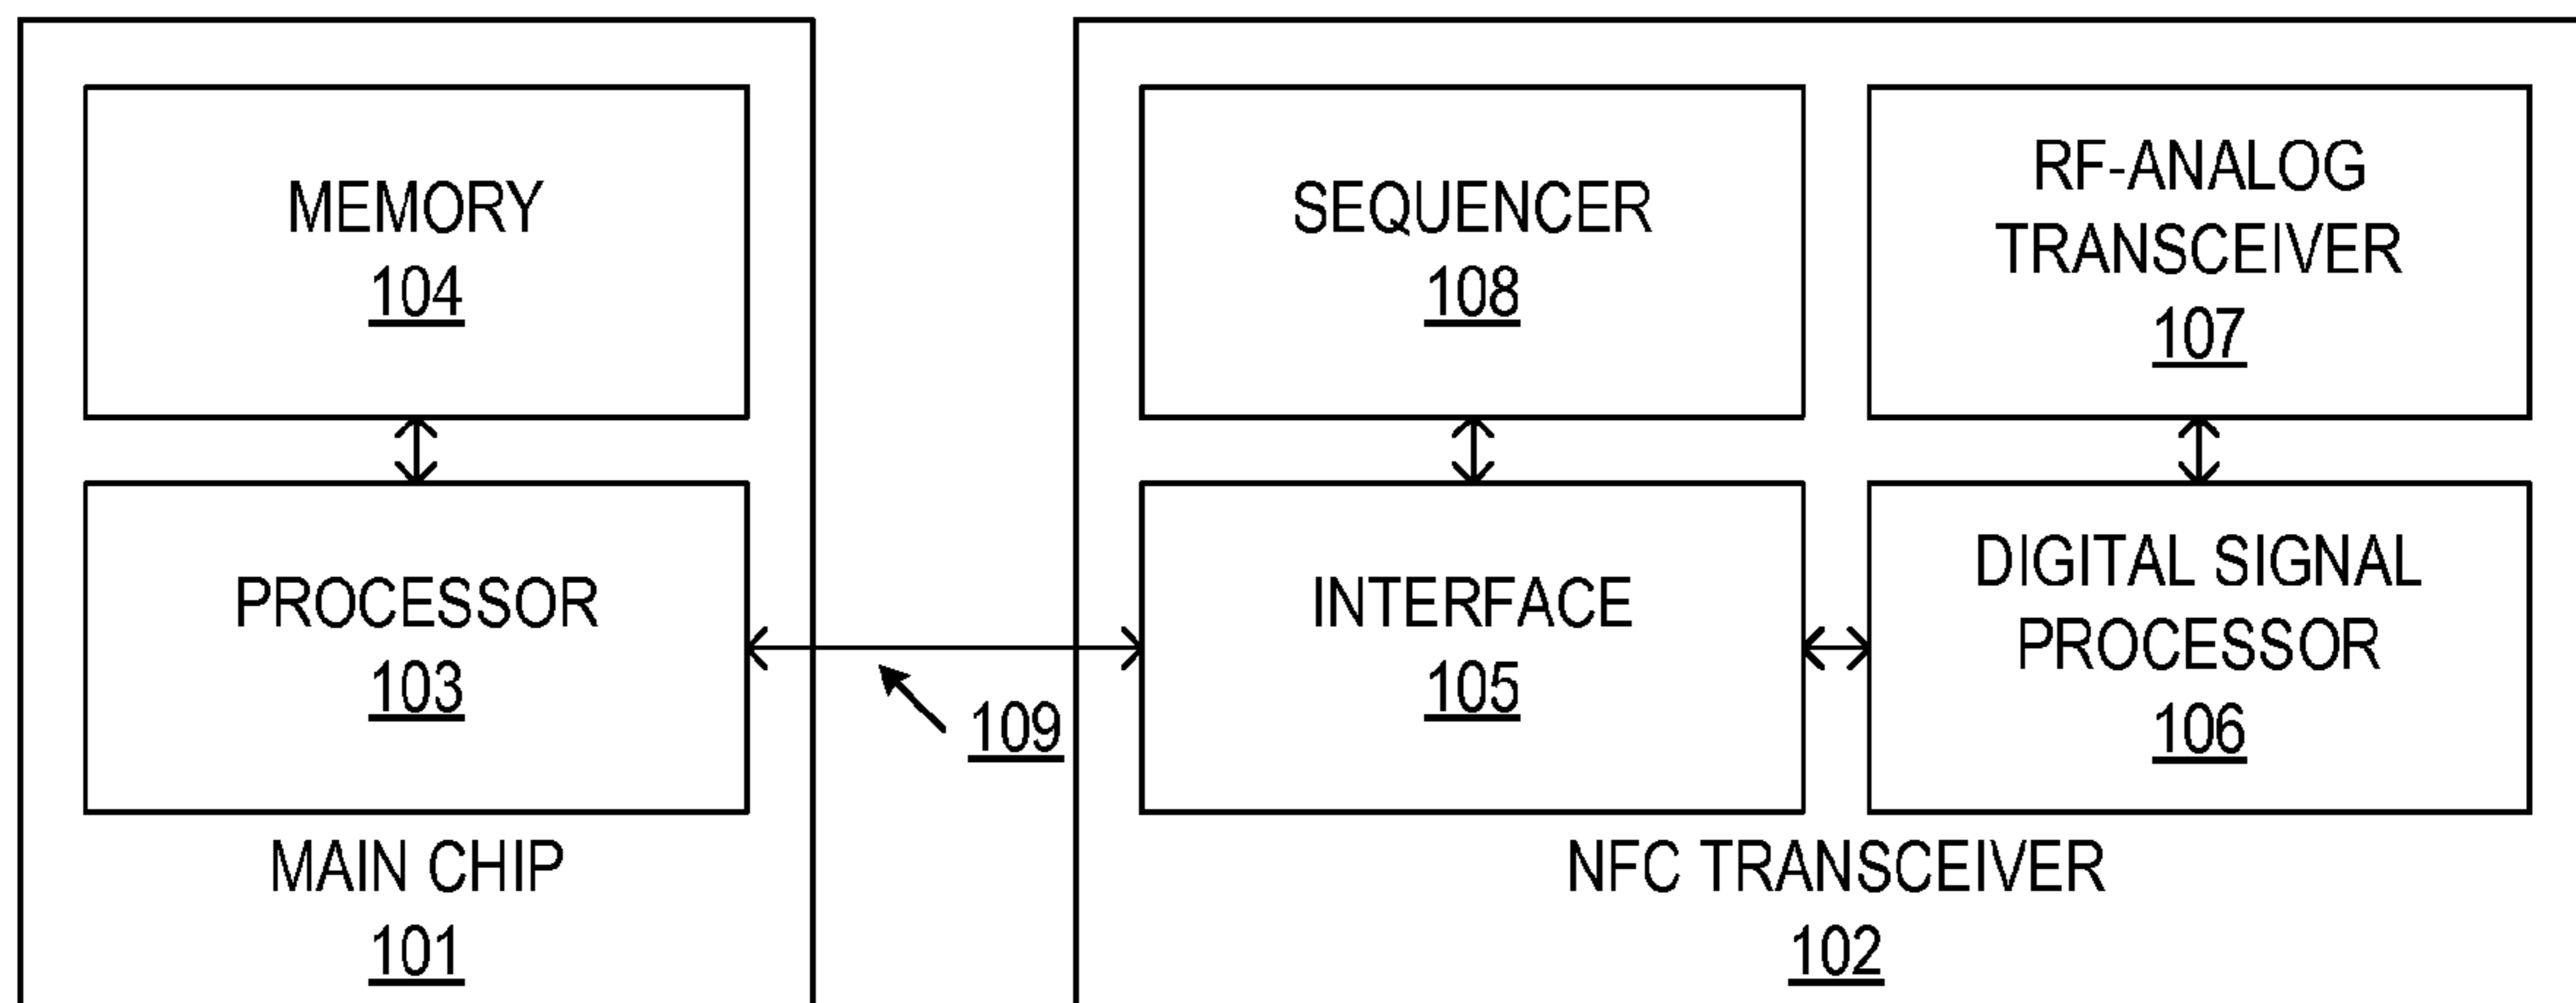 MEMORY
104
PROCESSOR
103
MAIN CHIP
101
109
SEQUENCER
108
RF-ANALOG
TRANSCEIVER
107
INTERFACE
105
DIGITAL SIGNAL
PROCESSOR
106
NFC TRANSCEIVER
102